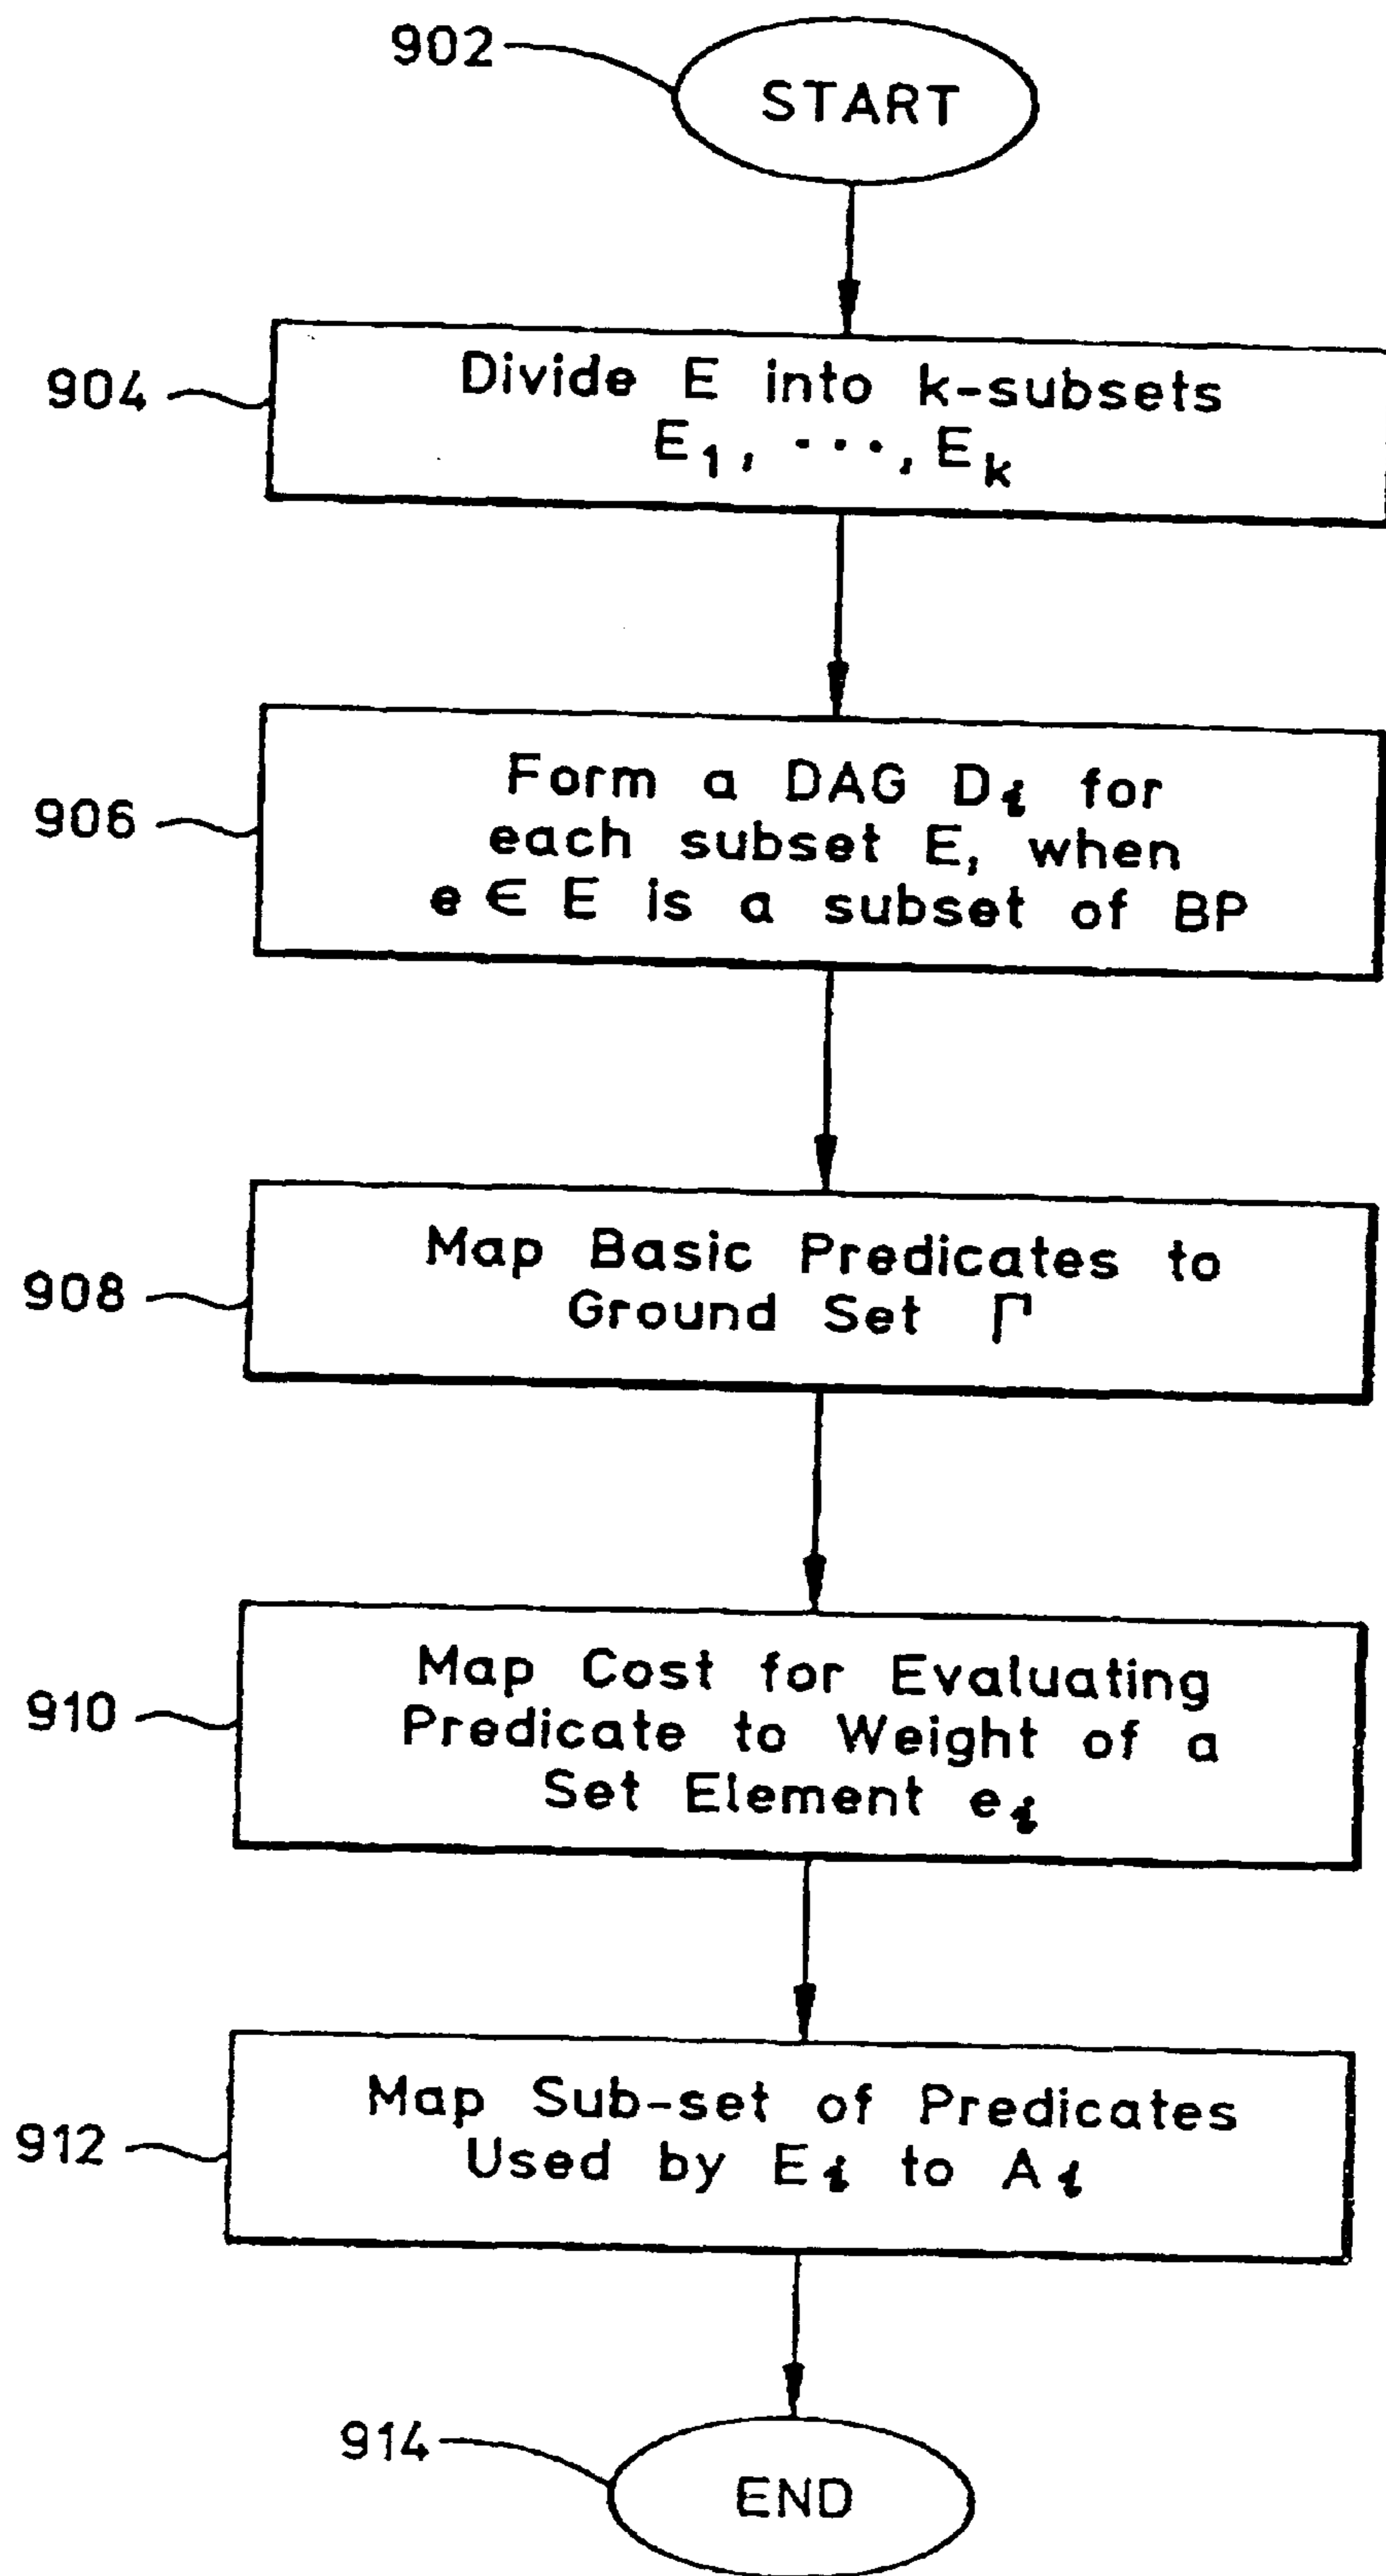 902
START
904
Divide E into k-subsets
E₁, ···, Eₖ
906
Form a DAG Dᵢ for
each subset E, when
e ∈ E is a subset of BP
908
Map Basic Predicates to
Ground Set Γ
910
Map Cost for Evaluating
Predicate to Weight of a
Set Element eᵢ
912
Map Sub-set of Predicates
Used by Eᵢ to Aᵢ
914
END